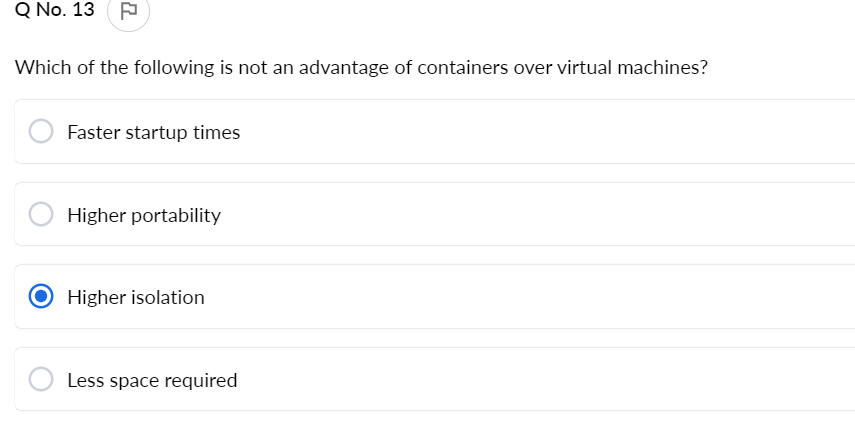 Q No. 13
Which of the following is not an advantage of containers over virtual machines?
Faster startup times
Higher portability
Higher isolation
Less space required